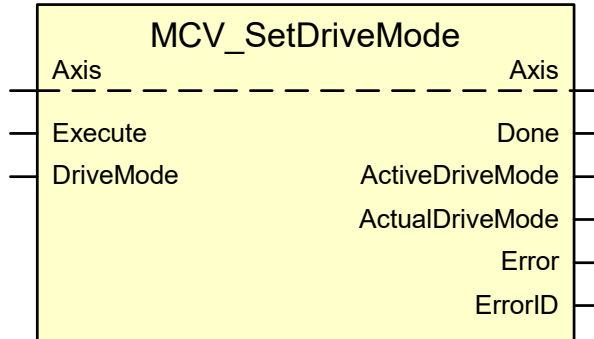 MCV_SetDriveMode
Axis Axis
Execute Done
DriveMode ActiveDriveMode
ActualDriveMode
Error
ErrorID